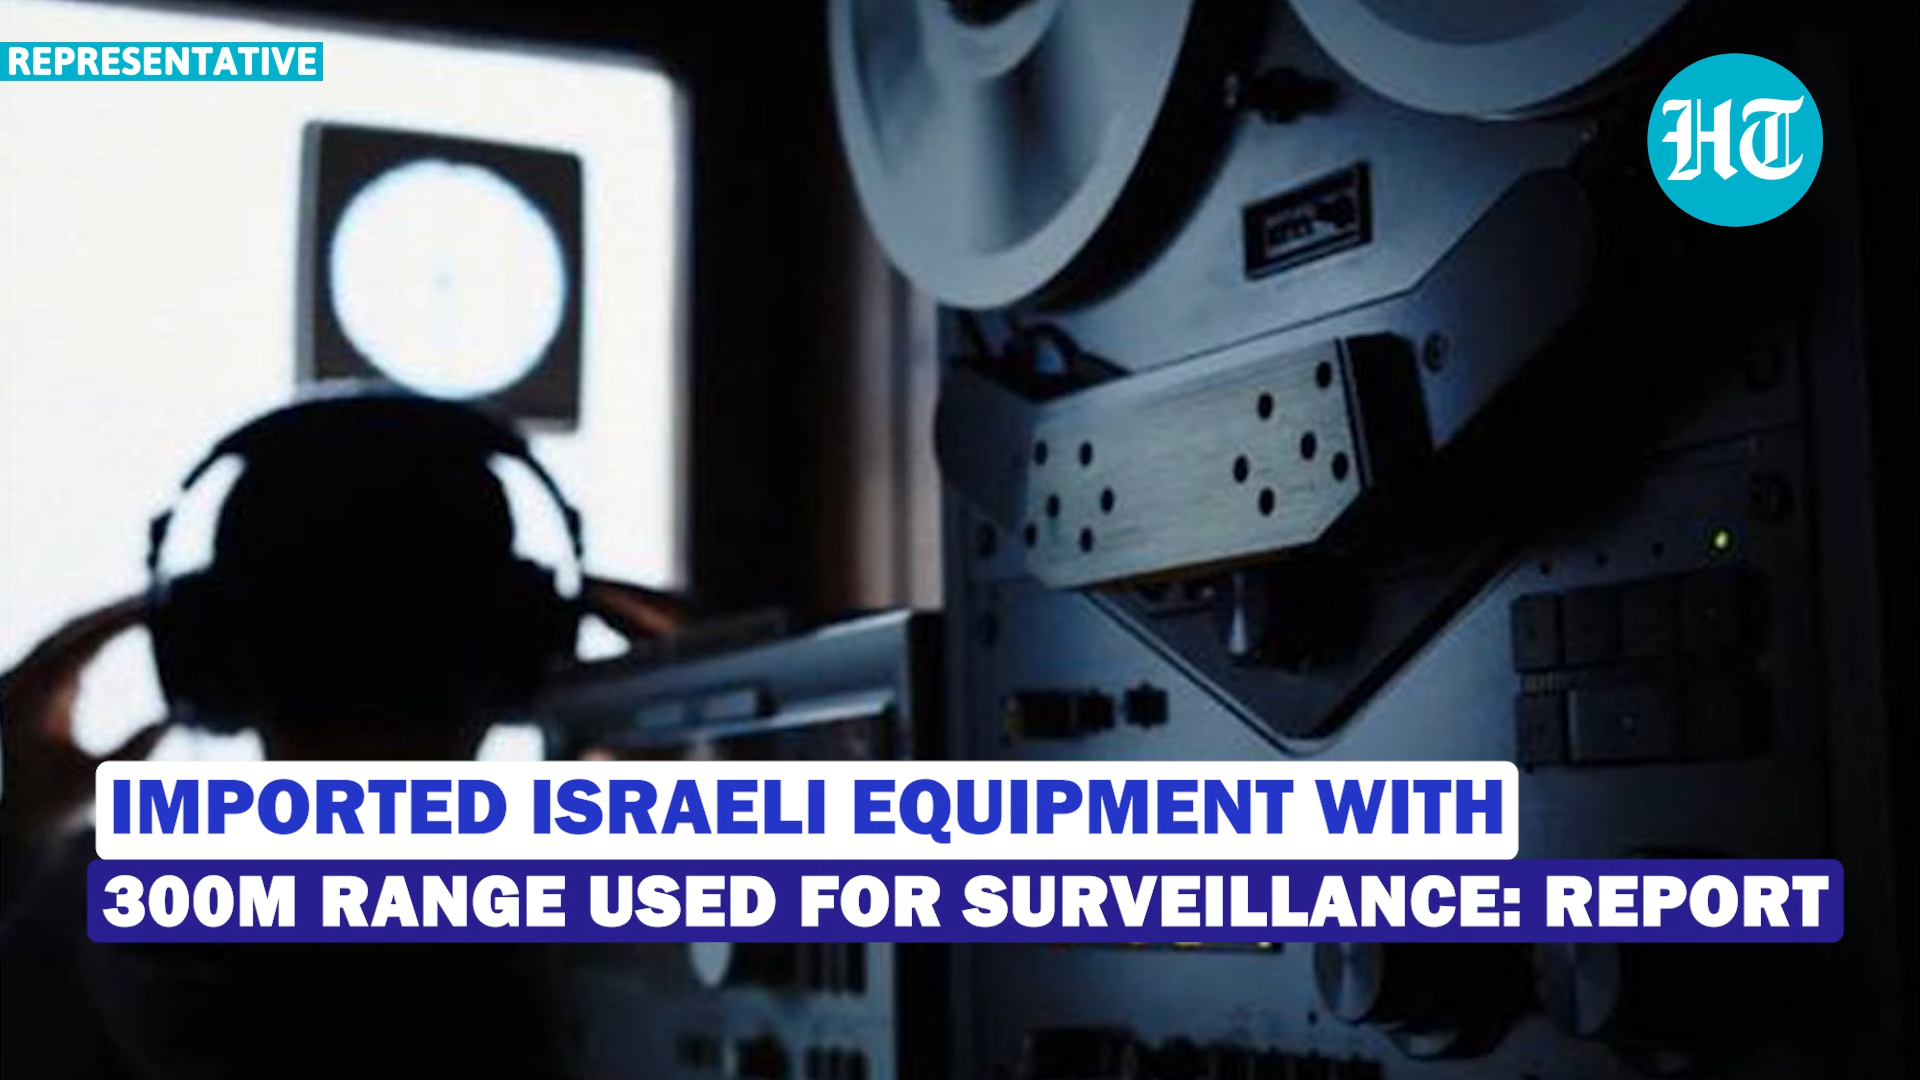 REPRESENTATIVE
HT
IMPORTED ISRAELI EQUIPMENT WITH
300M RANGE USED FOR SURVEILLANCE: REPORT